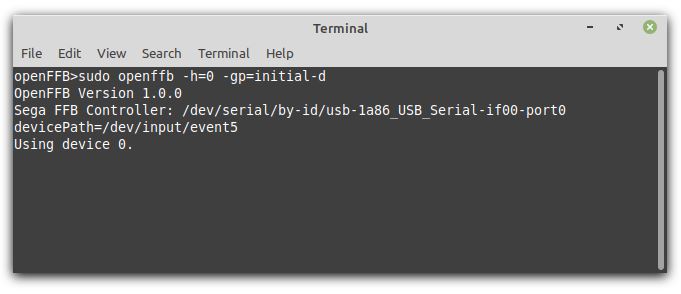 Terminal
File Edit View Search Terminal Help
openFFB>sudo openffb -h=0 -gp=initial-d
OpenFFB Version 1.0.0
Sega FFB Controller: /dev/serial/by-id/usb-1a86_USB_Serial-if00-port0
devicePath=/dev/input/event5
Using device 0.